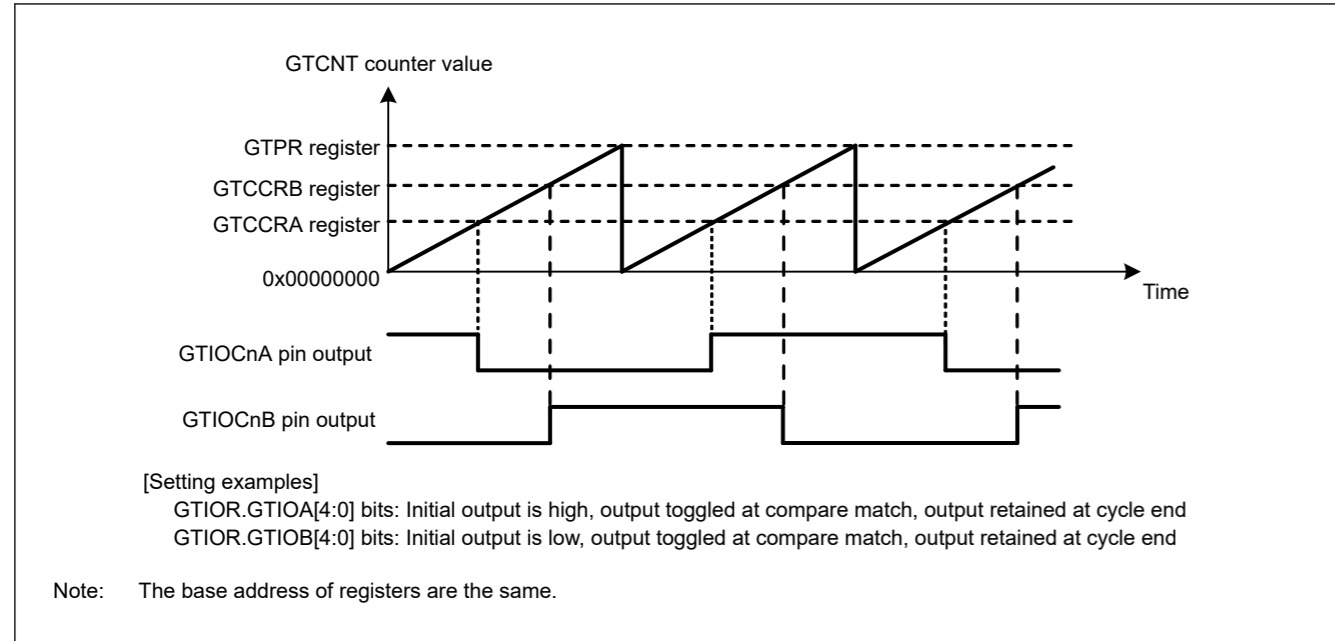 GTCNT counter value
GTPR register
GTCCRB register
GTCCRA register
0x00000000
Time
GTIOCnA pin output
GTIOCnB pin output
[Setting examples]
GTIOR.GTIOA[4:0] bits: Initial output is high, output toggled at compare match, output retained at cycle end
GTIOR.GTIOB[4:0] bits: Initial output is low, output toggled at compare match, output retained at cycle end
Note: The base address of registers are the same.